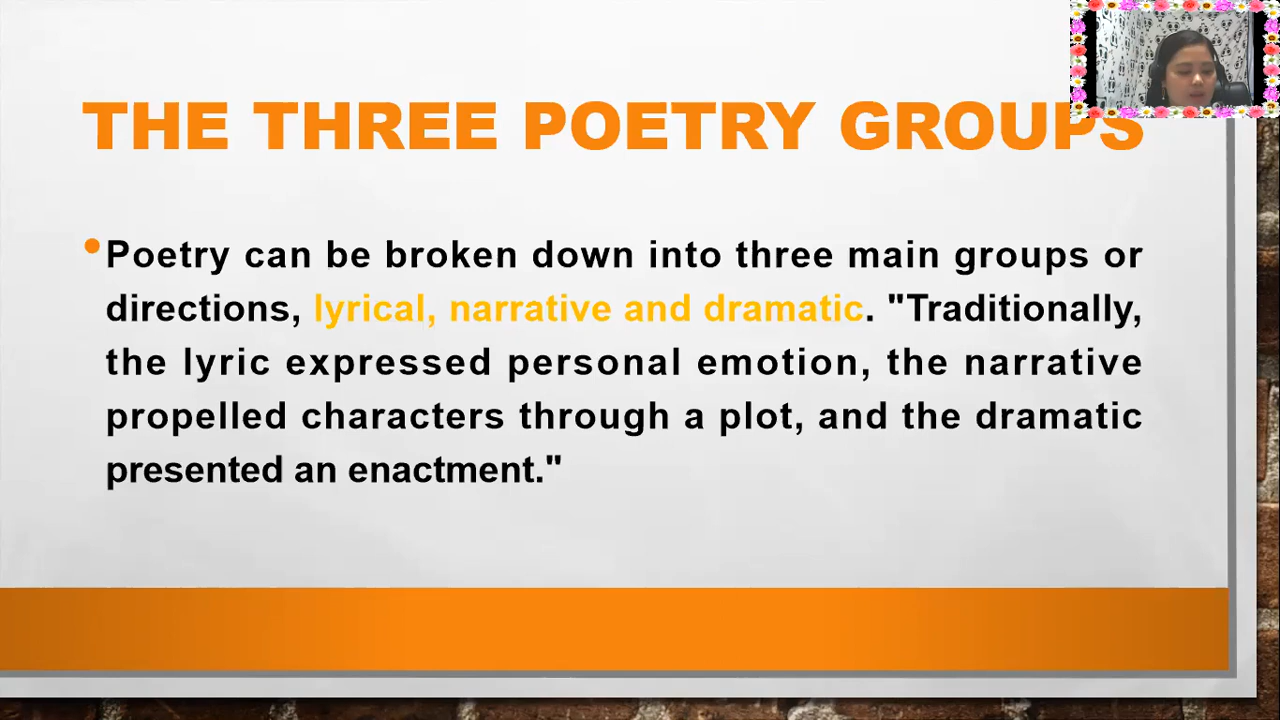 THE THREE POETRY GROUPS
•Poetry can be broken down into three main groups or
directions, lyrical, narrative and dramatic. "Traditionally,
the lyric expressed personal emotion, the narrative
propelled characters through a plot, and the dramatic
presented an enactment."